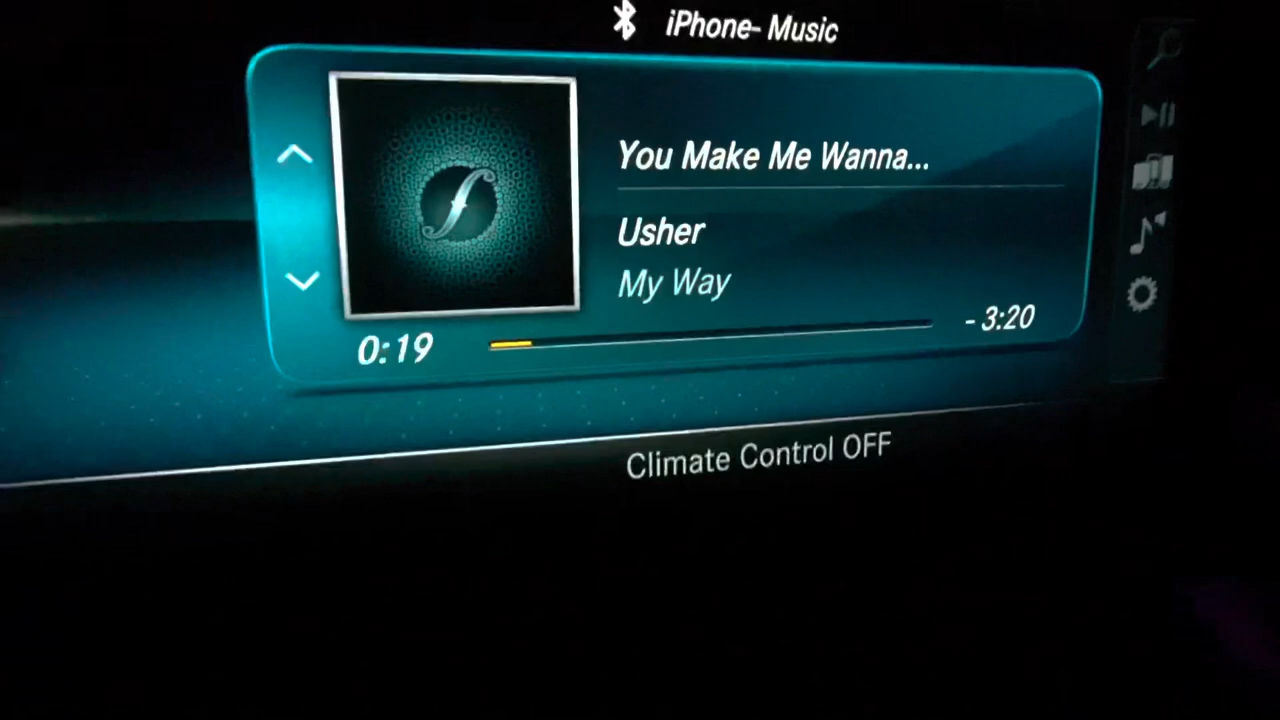 iPhone- Music
You Make Me Wanna...
Usher
My Way
0:19
- 3:20
Climate Control OFF